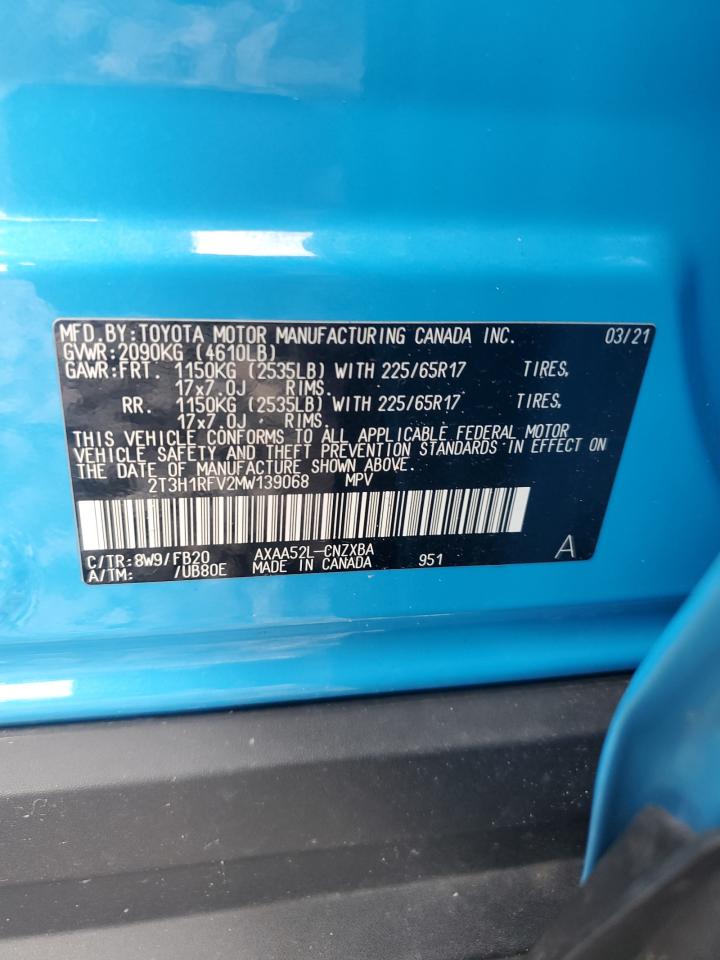 MFD.BY:TOYOTA MOTOR MANUFACTURING CANADA INC. 03/21
GVWR:2090KG (4610LB)
GAWR:FRT. 1150KG (2535LB) WITH 225/65R17 TIRES,
17x7.0J RIMS.
RR. 1150KG (2535LB) WITH 225/65R17 TIRES,
17x7.0J RIMS.
THIS VEHICLE CONFORMS TO ALL APPLICABLE FEDERAL MOTOR
VEHICLE SAFETY AND THEFT PREVENTION STANDARDS IN EFFECT ON
THE DATE OF MANUFACTURE SHOWN ABOVE.
2T3H1RFV2MW139068 MPV
C/TR:8W9/FB20 AXAA52L-CNZXBA A
A/TM: /UB80E MADE IN CANADA 951